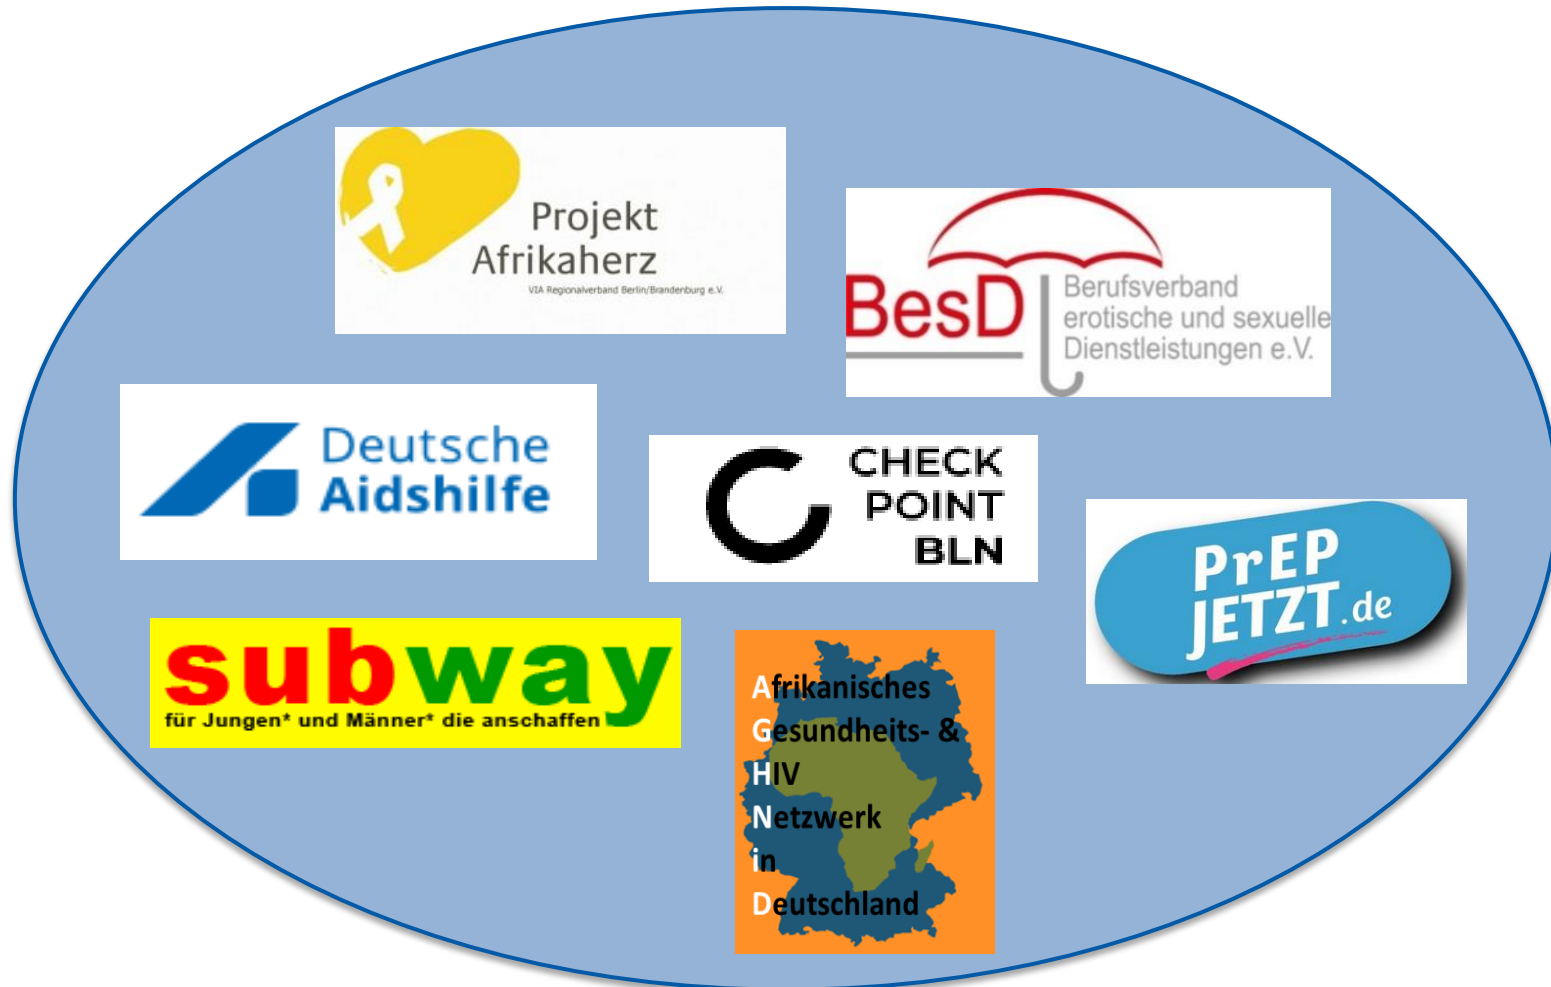 Projekt
Afrikaherz
VIA Regionalverband Berlin/Brandenburg e.V.
BesD
Berufsverband
erotische und sexuelle
Dienstleistungen e.V.
Deutsche
Aidshilfe
CHECK
POINT
BLN
PrEP
JETZT.de
subway
für Jungen* und Männer* die anschaffen
Afrikanisches
Gesundheits- &
HIV
Netzwerk
in
Deutschland